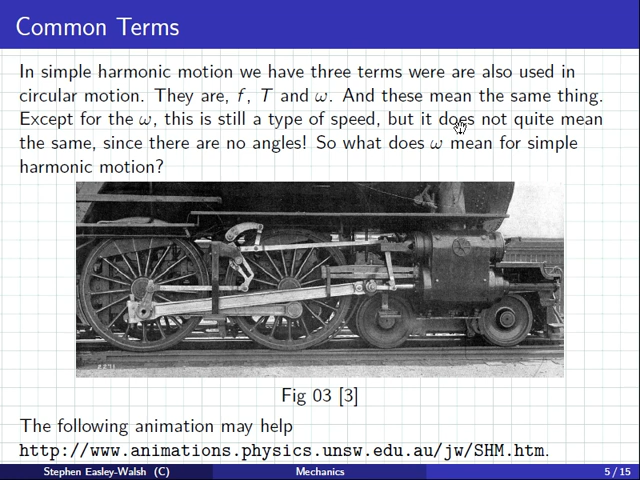 Common Terms
In simple harmonic motion we have three terms were are also used in
circular motion. They are, f, T and ω. And these mean the same thing.
Except for the ω, this is still a type of speed, but it does not quite mean
the same, since there are no angles! So what does ω mean for simple
harmonic motion?
Fig 03 [3]
The following animation may help
http://www.animations.physics.unsw.edu.au/jw/SHM.htm.
Stephen Easley-Walsh (C) Mechanics 5 / 15